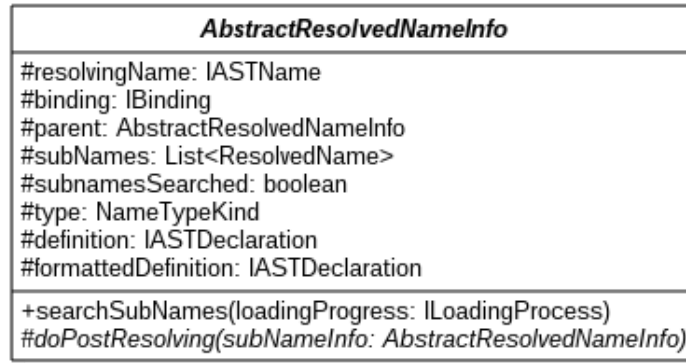 AbstractResolvedNameInfo
#resolvingName: IASTName
#binding: IBinding
#parent: AbstractResolvedNameInfo
#subNames: List<ResolvedName>
#subnamesSearched: boolean
#type: NameTypeKind
#definition: IASTDeclaration
#formattedDefinition: IASTDeclaration
+searchSubNames(loadingProgress: ILoadingProcess)
#doPostResolving(subNameInfo: AbstractResolvedNameInfo)